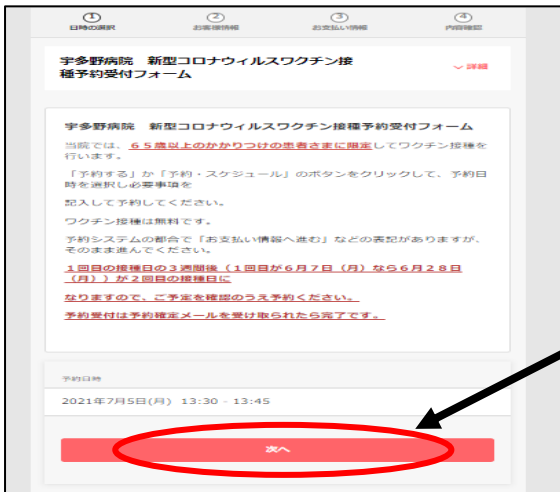 ① ② ③ ④
日時の選択 お客様情報 お支払い情報 内容確認
宇多野病院 新型コロナウィルスワクチン接
種予約受付フォーム
詳細
宇多野病院 新型コロナウィルスワクチン接種予約受付フォーム
当院では、６５歳以上のかかりつけの患者さまに限定してワクチン接種を
行います。
「予約する」か「予約・スケジュール」のボタンをクリックして、予約日
時を選択し必要事項を
記入して予約してください。
ワクチン接種は無料です。
予約システムの都合で「お支払い情報へ進む」などの表記がありますが、
そのまま進んでください。
１回目の接種日の３週間後（１回目が６月７日（月）なら６月２８日
（月））が２回目の接種日に
なりますので、ご予定を確認のうえ予約ください。
予約受付は予約確定メールを受け取られたら完了です。
予約日時
2021年7月5日(月) 13:30 - 13:45
次へ